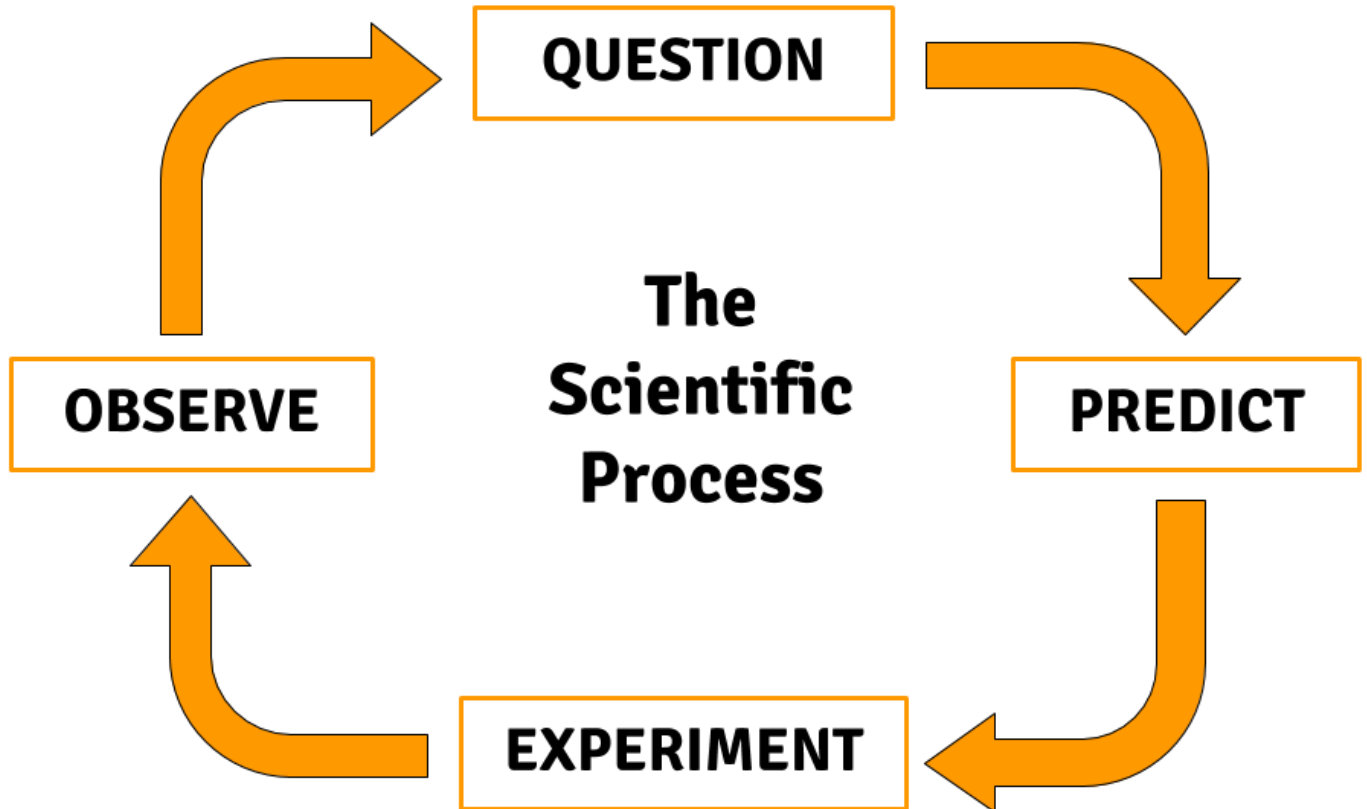 QUESTION
The
Scientific
Process
OBSERVE
PREDICT
EXPERIMENT